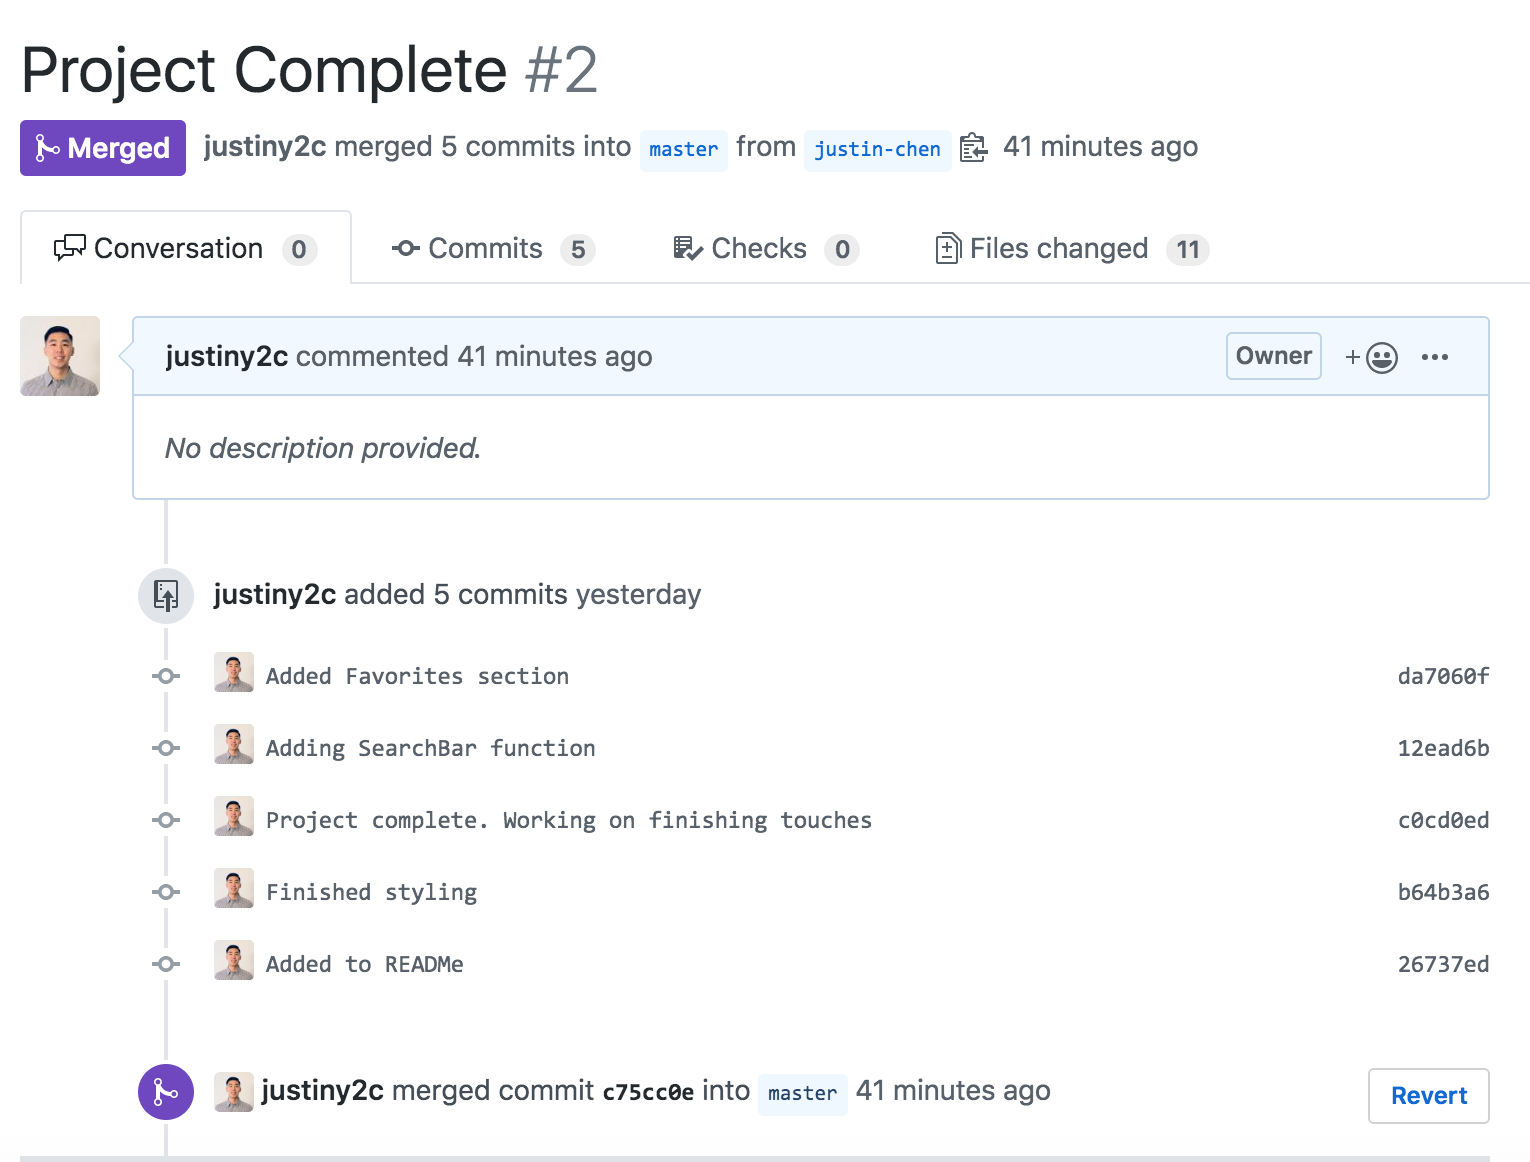 Project Complete #2
Merged justiny2c merged 5 commits into master from justin-chen 41 minutes ago
Conversation 0 Commits 5 Checks 0 Files changed 11
justiny2c commented 41 minutes ago Owner + ...
No description provided.
justiny2c added 5 commits yesterday
Added Favorites section da7060f
Adding SearchBar function 12ead6b
Project complete. Working on finishing touches c0cd0ed
Finished styling b64b3a6
Added to READMe 26737ed
justiny2c merged commit c75cc0e into master 41 minutes ago Revert